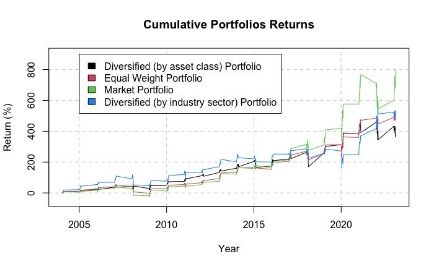 Cumulative Portfolios Returns
Diversified (by asset class) Portfolio
Equal Weight Portfolio
Market Portfolio
Diversified (by industry sector) Portfolio
Return (%)
800
600
400
200
0
2005 2010 2015 2020
Year